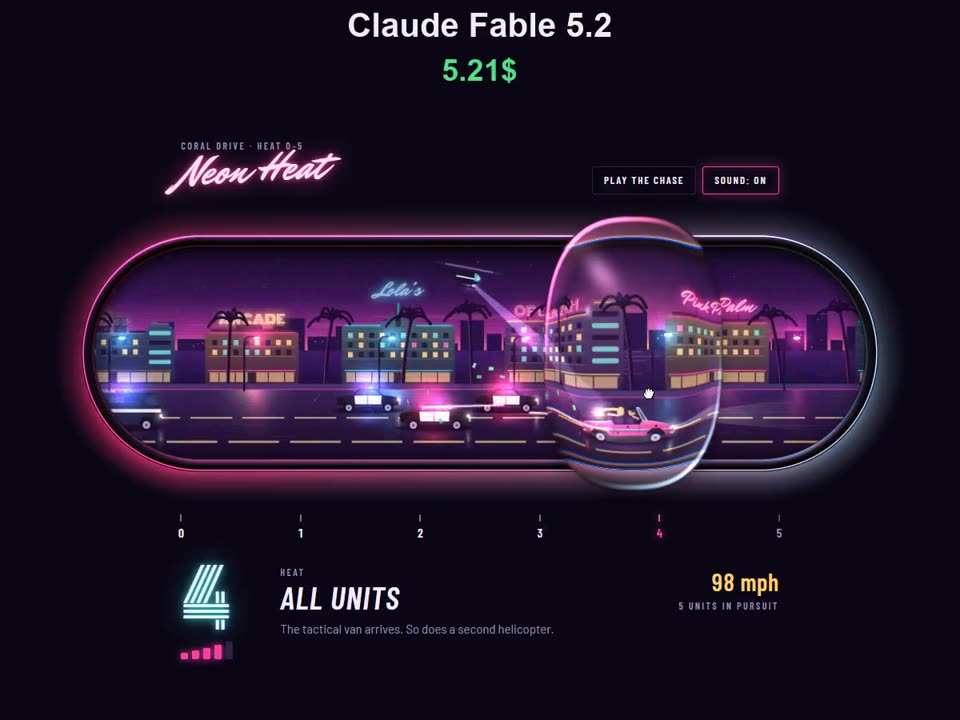 Claude Fable 5.2
5.21$
CORAL DRIVE · HEAT 0–5
Neon Heat
PLAY THE CHASE
SOUND: ON
Lola's
Pink Palm
0 1 2 3 4 5
4
HEAT
ALL UNITS
The tactical van arrives. So does a second helicopter.
98 mph
5 UNITS IN PURSUIT